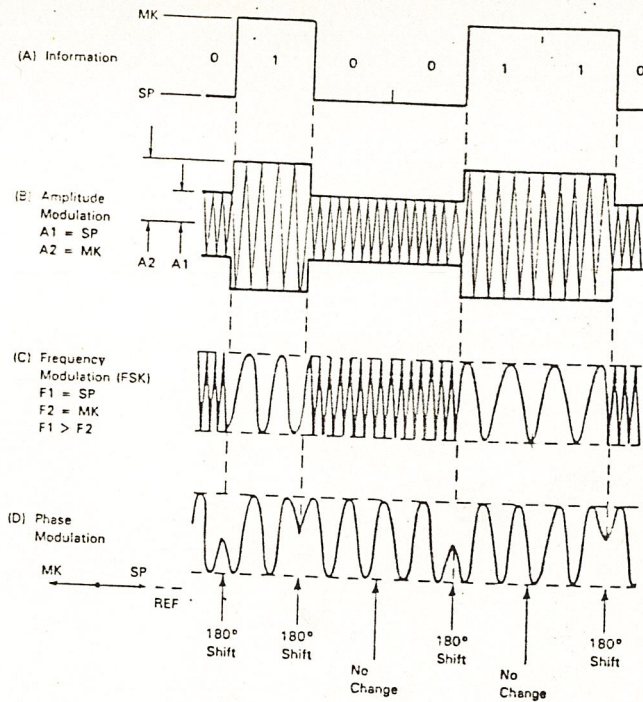 MK
(A) Information
0 1 0 0 1 1 0
SP
(B) Amplitude
Modulation
A1 = SP
A2 = MK
A2 A1
(C) Frequency
Modulation (FSK)
F1 = SP
F2 = MK
F1 > F2
(D) Phase
Modulation
MK SP
REF
180°
Shift
180°
Shift
No
Change
180°
Shift
No
Change
180°
Shift